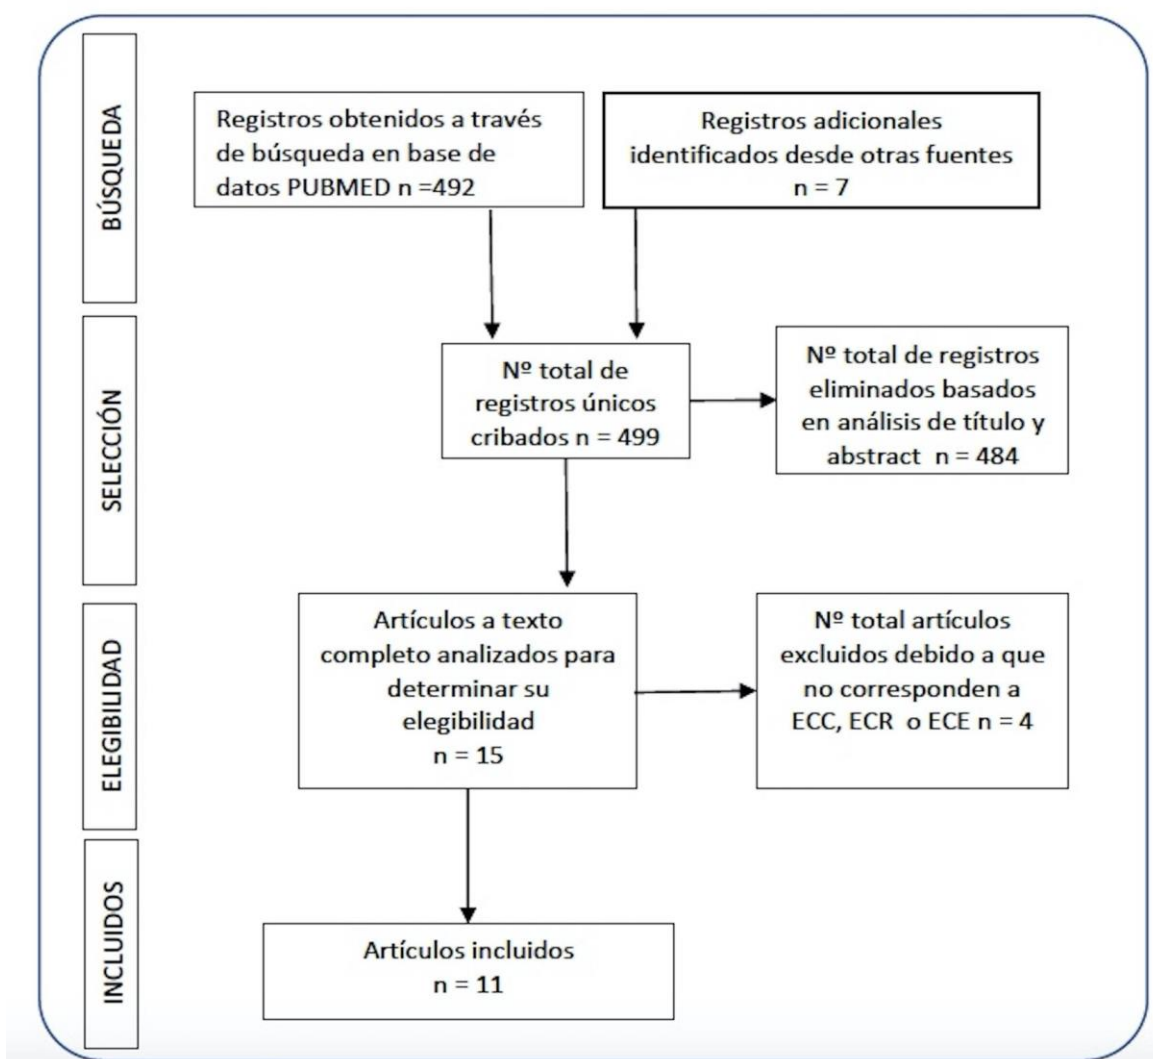 BÚSQUEDA
Registros obtenidos a través
de búsqueda en base de
datos PUBMED n =492
Registros adicionales
identificados desde otras fuentes
n = 7
SELECCIÓN
Nº total de
registros únicos
cribados n = 499
Nº total de registros
eliminados basados
en análisis de título y
abstract n = 484
ELEGIBILIDAD
Artículos a texto
completo analizados para
determinar su
elegibilidad
n = 15
Nº total artículos
excluidos debido a que
no corresponden a
ECC, ECR o ECE n = 4
INCLUIDOS
Artículos incluidos
n = 11